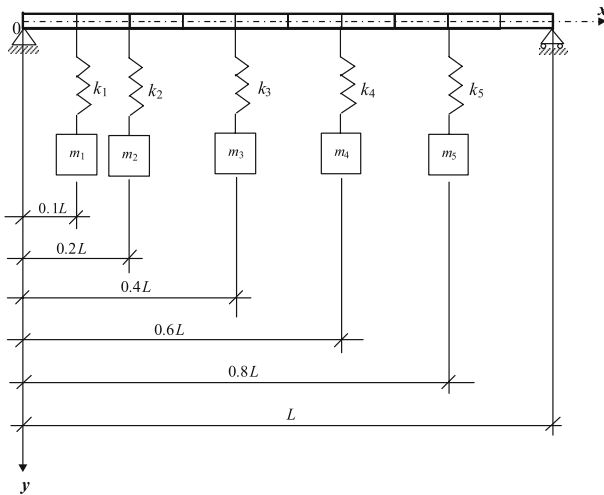 x
0
k₁
k₂
k₃
k₄
k₅
m₁
m₂
m₃
m₄
m₅
0.1L
0.2L
0.4L
0.6L
0.8L
L
y